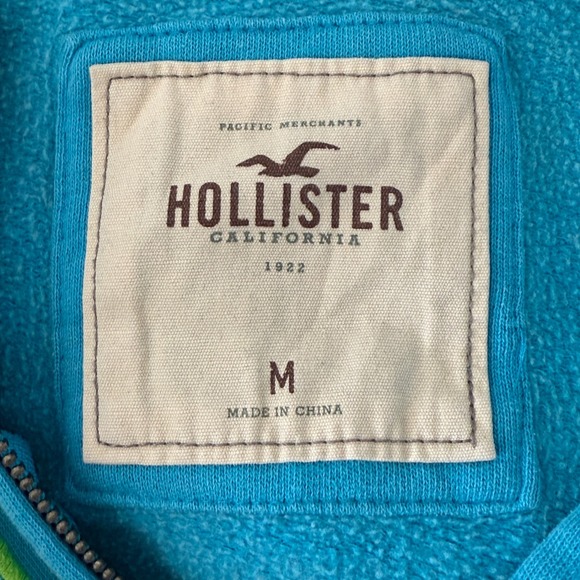 PACIFIC MERCHANTS
HOLLISTER
CALIFORNIA
1922
M
MADE IN CHINA